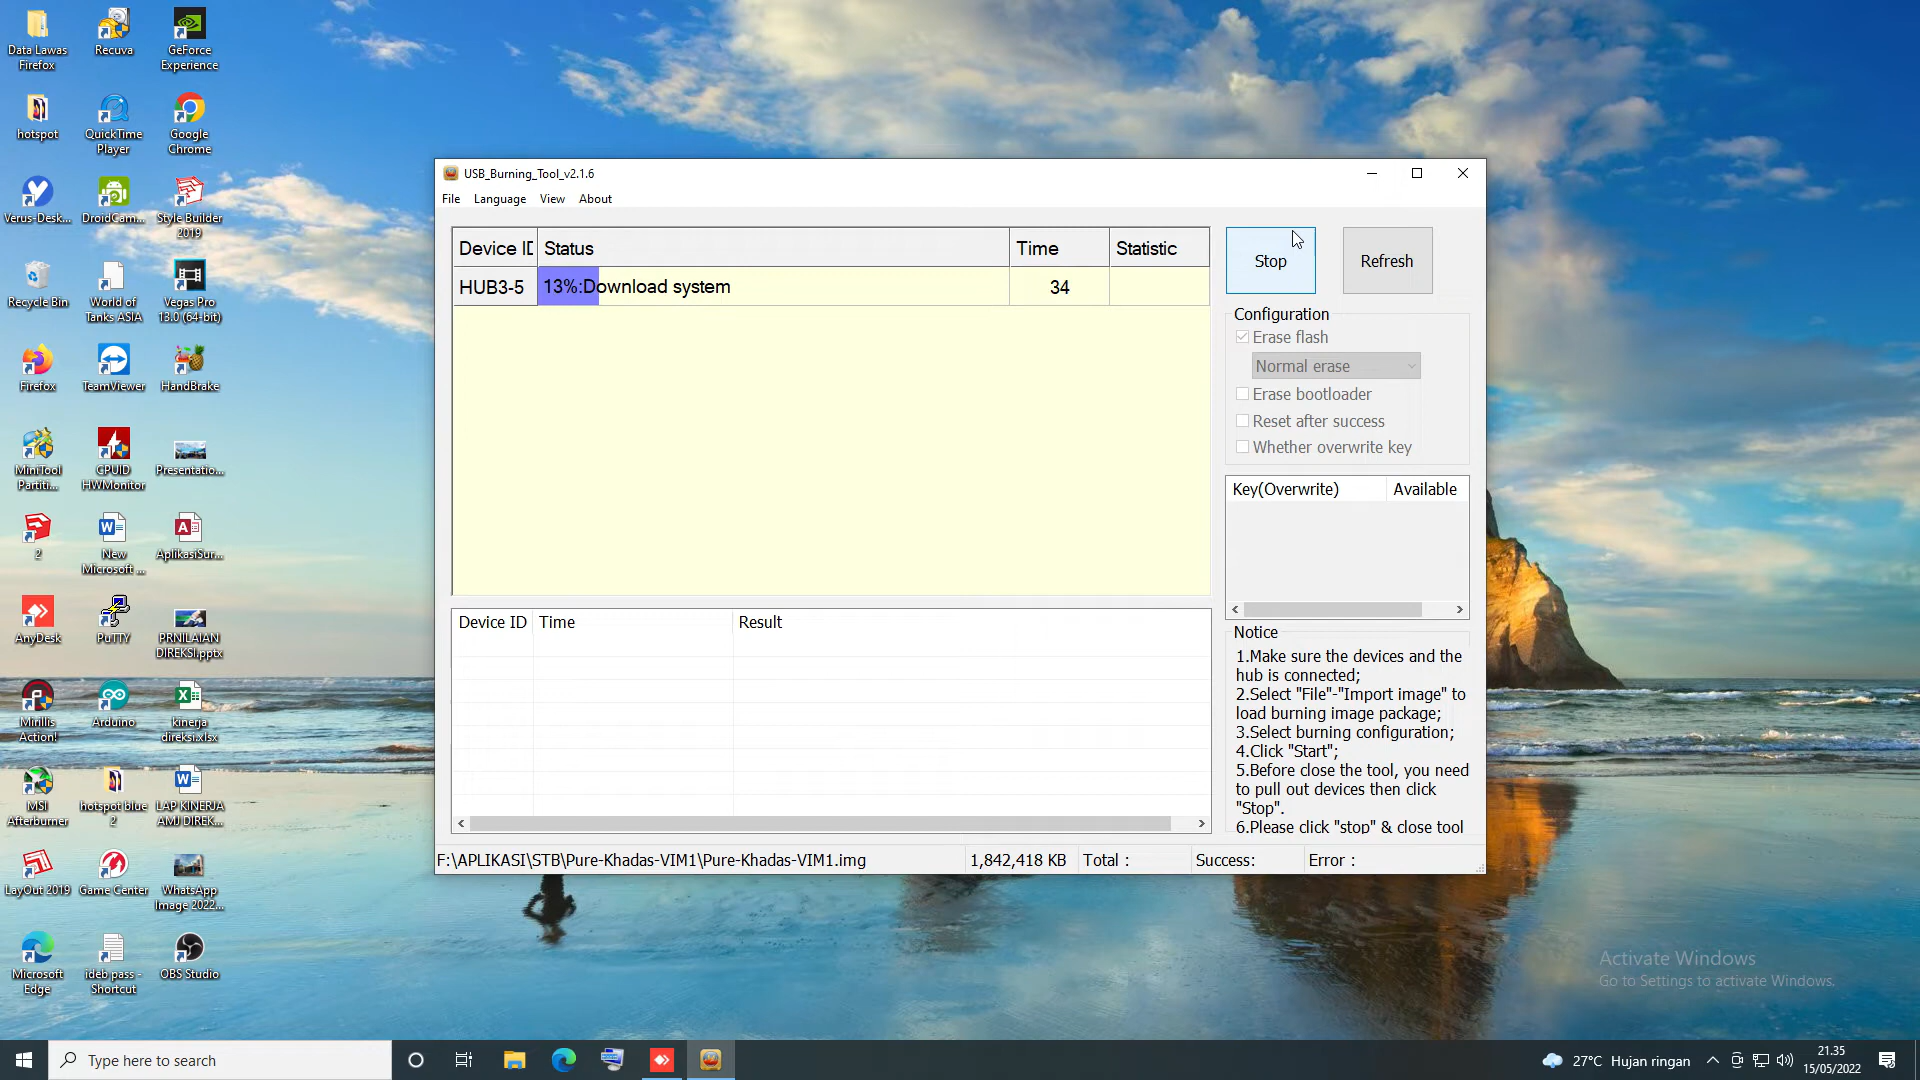 Data Lawas
Firefox
Recuva
GeForce
Experience
hotspot
QuickTime
Player
Google
Chrome
Verus-Desk...
DroidCam...
Style Builder
2019
Recycle Bin
World of
Tanks ASIA
Vegas Pro
13.0 (64-bit)
Firefox
TeamViewer
HandBrake
MiniTool
Partiti...
CPUID
HWMonitor
Presentatio...
2
New
Microsoft ...
AplikasiSur...
AnyDesk
PuTTY
PRNILAIAN
DIREKSI.pptx
Mirillis
Action!
Arduino
kinerja
direksi.xlsx
MSI
Afterburner
hotspot blue
2
LAP KINERJA
AMJ DIREK...
LayOut 2019
Game Center
WhatsApp
Image 2022...
Microsoft
Edge
ideb pass -
Shortcut
OBS Studio
USB_Burning_Tool_v2.1.6
File Language View About
Device ID Status Time Statistic
HUB3-5 13%:Download system 34
Stop
Refresh
Configuration
Erase flash
Normal erase
Erase bootloader
Reset after success
Whether overwrite key
Key(Overwrite) Available
Device ID Time Result
Notice
1.Make sure the devices and the
hub is connected;
2.Select "File"-"Import image" to
load burning image package;
3.Select burning configuration;
4.Click "Start";
5.Before close the tool, you need
to pull out devices then click
"Stop".
6.Please click "stop" & close tool
F:\APLIKASI\STB\Pure-Khadas-VIM1\Pure-Khadas-VIM1.img 1,842,418 KB Total : Success: Error :
Activate Windows
Go to Settings to activate Windows.
Type here to search
27°C Hujan ringan
21.35
15/05/2022